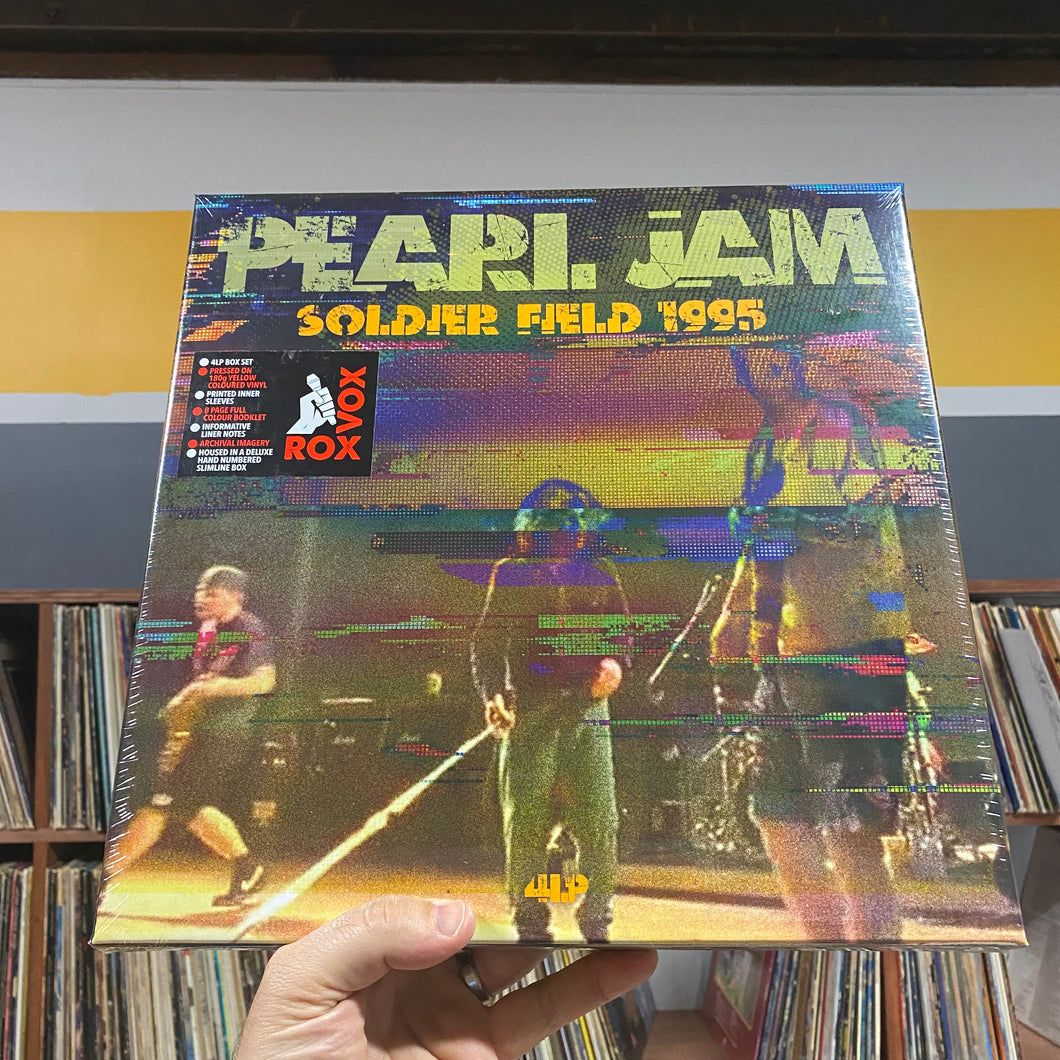 PEARL JAM
SOLDIER FIELD 1995
4LP BOX SET
PRESSED ON
180g YELLOW
COLOURED VINYL
PRINTED INNER
SLEEVES
8 PAGE FULL
COLOUR BOOKLET
INFORMATIVE
LINER NOTES
ARCHIVAL IMAGERY
HOUSED IN A DELUXE
HAND NUMBERED
SLIMLINE BOX
ROX
VOX
4LP